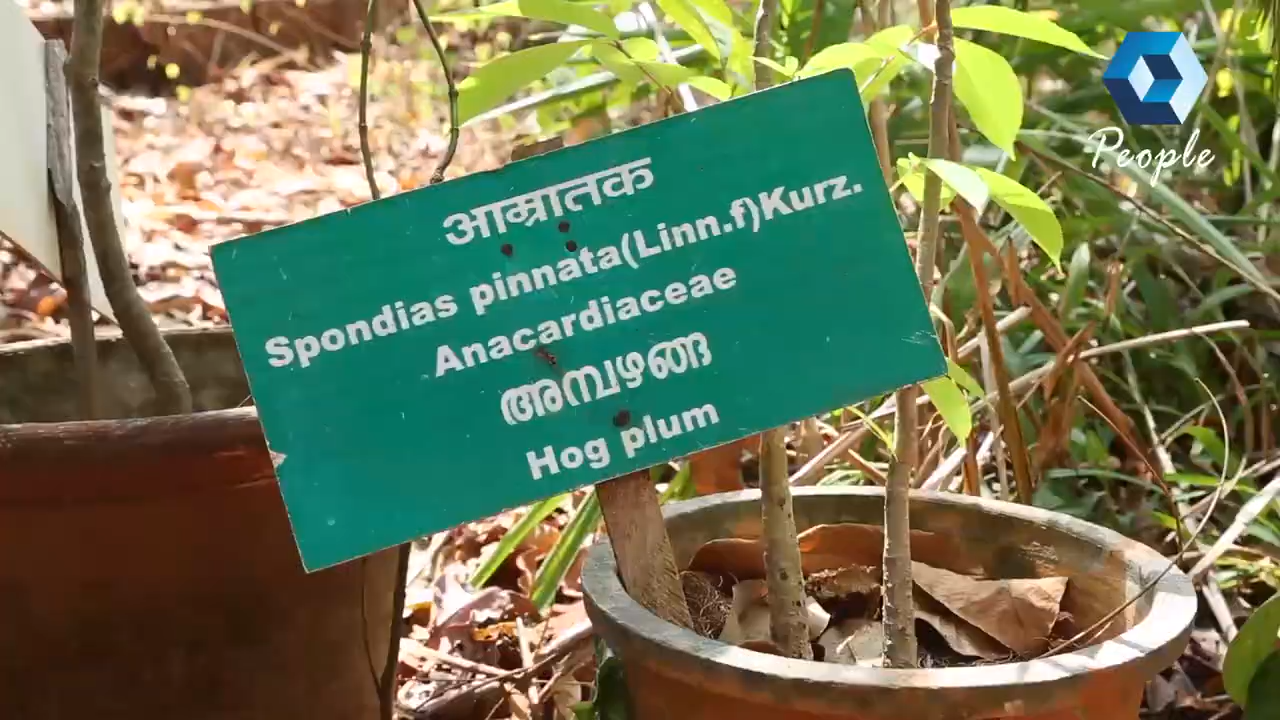 People
आम्रातक
Spondias pinnata(Linn.f)Kurz.
Anacardiaceae
അമ്പഴങ്ങ
Hog plum